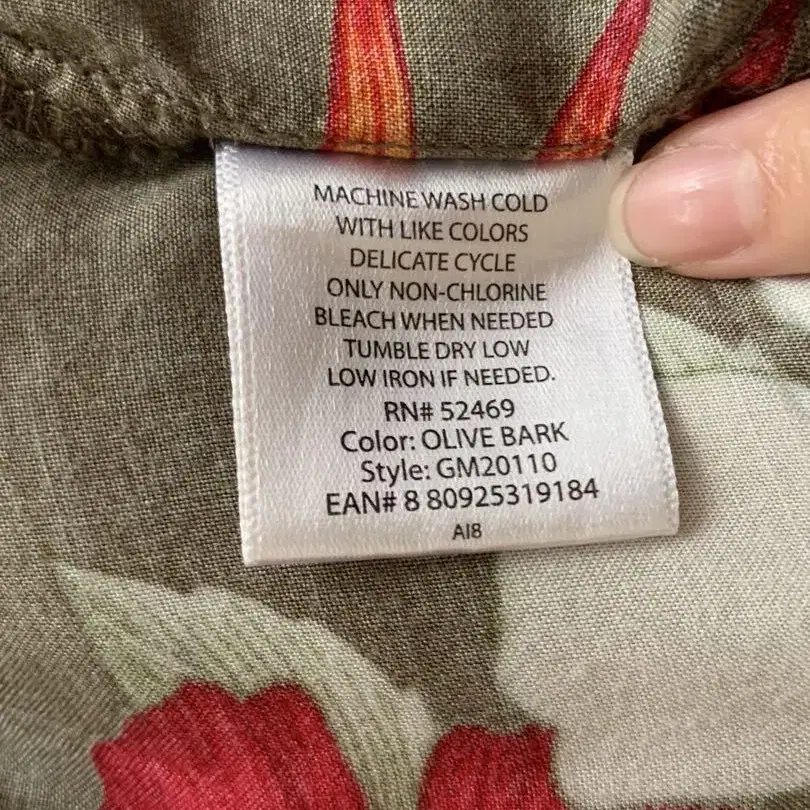 MACHINE WASH COLD
WITH LIKE COLORS
DELICATE CYCLE
ONLY NON-CHLORINE
BLEACH WHEN NEEDED
TUMBLE DRY LOW
LOW IRON IF NEEDED.
RN# 52469
Color: OLIVE BARK
Style: GM20110
EAN# 8 80925319184
AI8